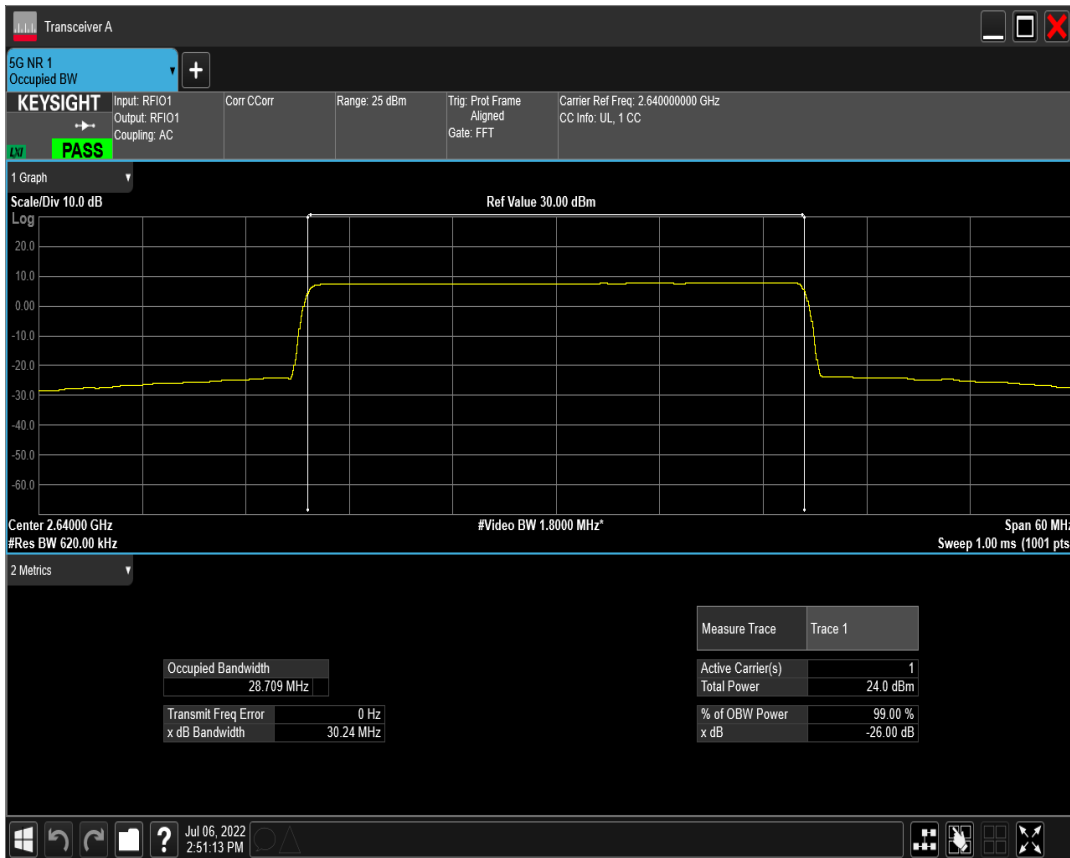 Transceiver A
5G NR 1
Occupied BW
KEYSIGHT
LXI
PASS
Input: RFIO1
Output: RFIO1
Coupling: AC
Corr CCorr
Range: 25 dBm
Trig: Prot Frame
Aligned
Gate: FFT
Carrier Ref Freq: 2.640000000 GHz
CC Info: UL, 1 CC
1 Graph
Scale/Div 10.0 dB
Ref Value 30.00 dBm
Log
20.0
10.0
0.00
-10.0
-20.0
-30.0
-40.0
-50.0
-60.0
Center 2.64000 GHz
#Video BW 1.8000 MHz*
Span 60 MHz
#Res BW 620.00 kHz
Sweep 1.00 ms (1001 pts
2 Metrics
Measure Trace Trace 1
Occupied Bandwidth
28.709 MHz
Active Carrier(s) 1
Total Power 24.0 dBm
Transmit Freq Error 0 Hz
x dB Bandwidth 30.24 MHz
% of OBW Power 99.00 %
x dB -26.00 dB
?
Jul 06, 2022
2:51:13 PM